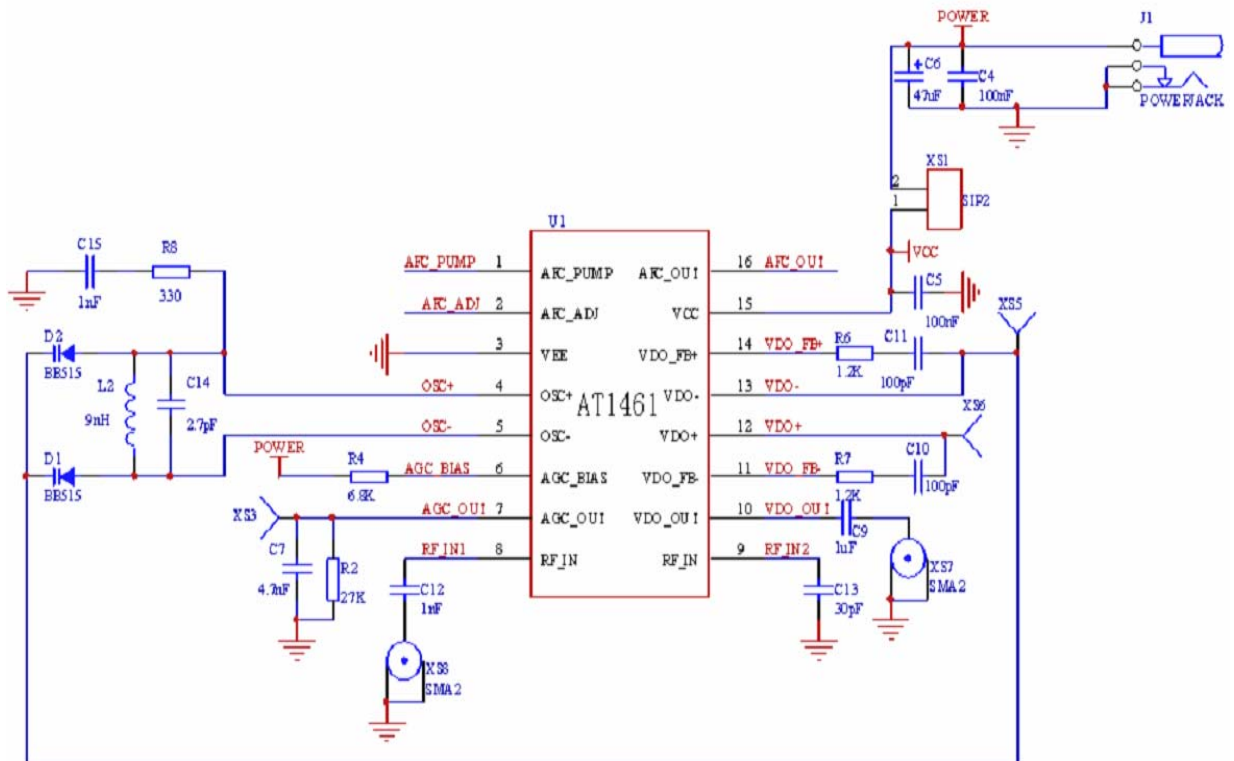 POWER
J1
C6
47uF
C4
100nF
POWERJACK
XS1
2
1
SIP2
U1
VCC
C15
R8
1nF
330
AFC_PUMP 1 AFC_PUMP
AFC_OUT 16 AFC_OUT
AFC_ADJ 2 AFC_ADJ
VCC 15
C5
100nF
XS5
3 VEE
VDO_FB+ 14 VDO_FB+
R6
1.2K
C11
100pF
D2
BB515
L2
9nH
C14
2.7pF
OSC+ 4 OSC+
VDO- 13 VDO-
AT1461
OSC- 5 OSC-
VDO+ 12 VDO+
XS6
D1
BB515
POWER
R4
6.8K
AGC_BIAS 6 AGC_BIAS
VDO_FB- 11 VDO_FB-
R7
1.2K
C10
100pF
XS3
AGC_OUT 7 AGC_OUT
VDO_OUT 10 VDO_OUT
C9
1uF
C7
4.7nF
R2
27K
RF_IN1 8 RF_IN
RF_IN 9 RF_IN2
XS7
SMA2
C12
1nF
C13
30pF
XS8
SMA2